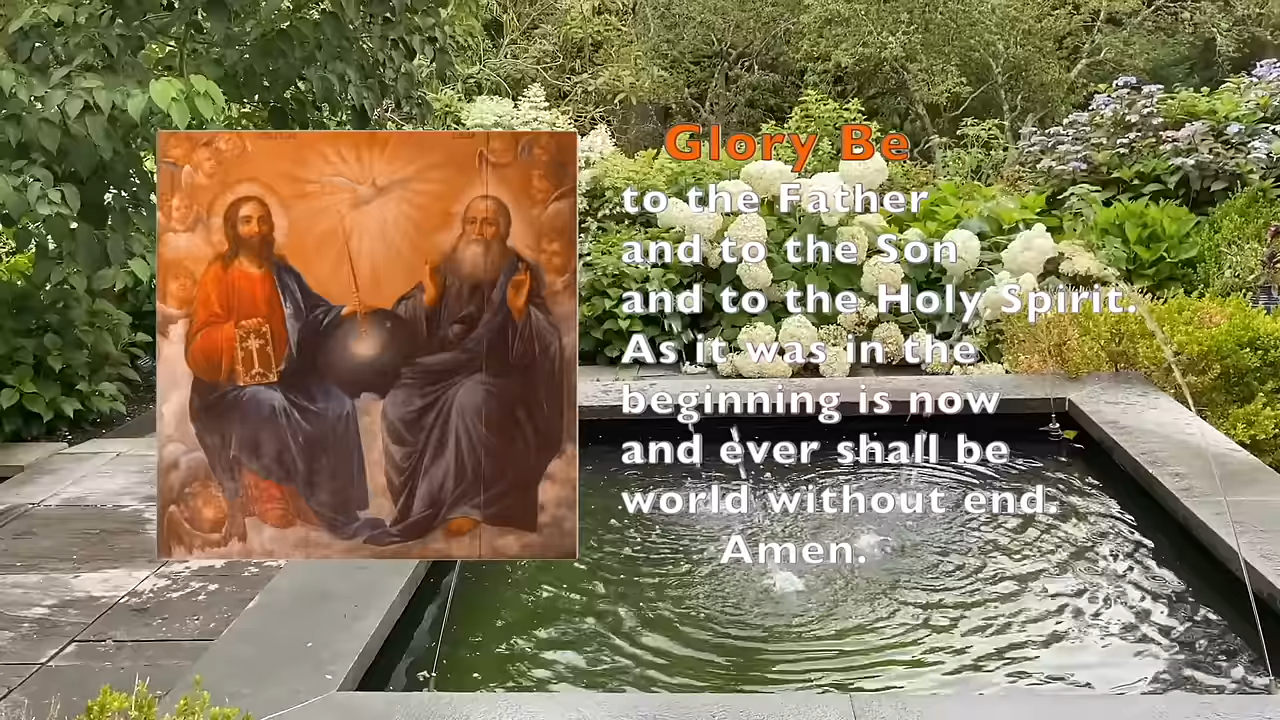 Glory Be
to the Father
and to the Son
and to the Holy Spirit.
As it was in the
beginning is now
and ever shall be
world without end.
Amen.